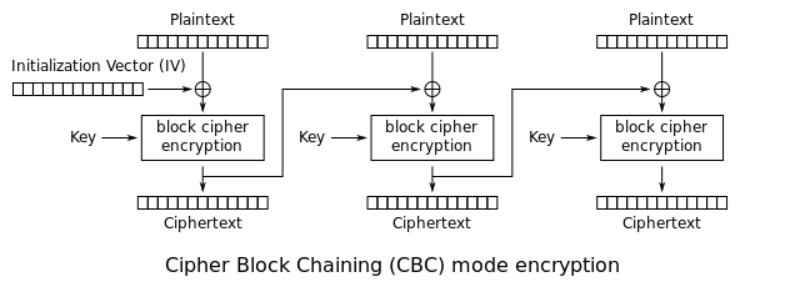 Plaintext
Plaintext
Plaintext
Initialization Vector (IV)
Key
block cipher
encryption
Key
block cipher
encryption
Key
block cipher
encryption
Ciphertext
Ciphertext
Ciphertext
Cipher Block Chaining (CBC) mode encryption